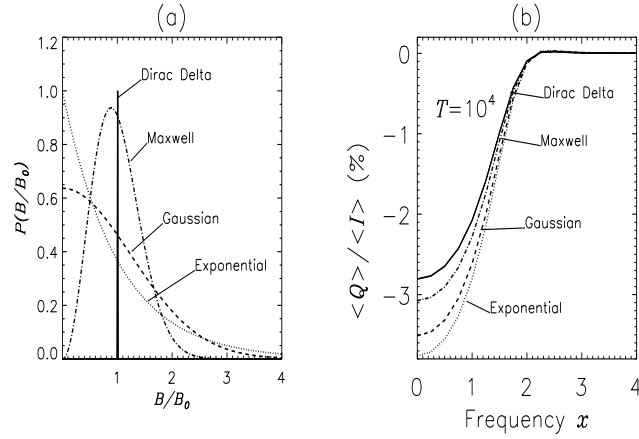 (a)
1.2
1.0
0.8
0.6
0.4
0.2
0.0
P(B/B₀)
Dirac Delta
Maxwell
Gaussian
Exponential
0 1 2 3 4
B/B₀
(b)
0
−1
−2
−3
<Q>/<I> (%)
T=10⁴
Dirac Delta
Maxwell
Gaussian
Exponential
0 1 2 3 4
Frequency x